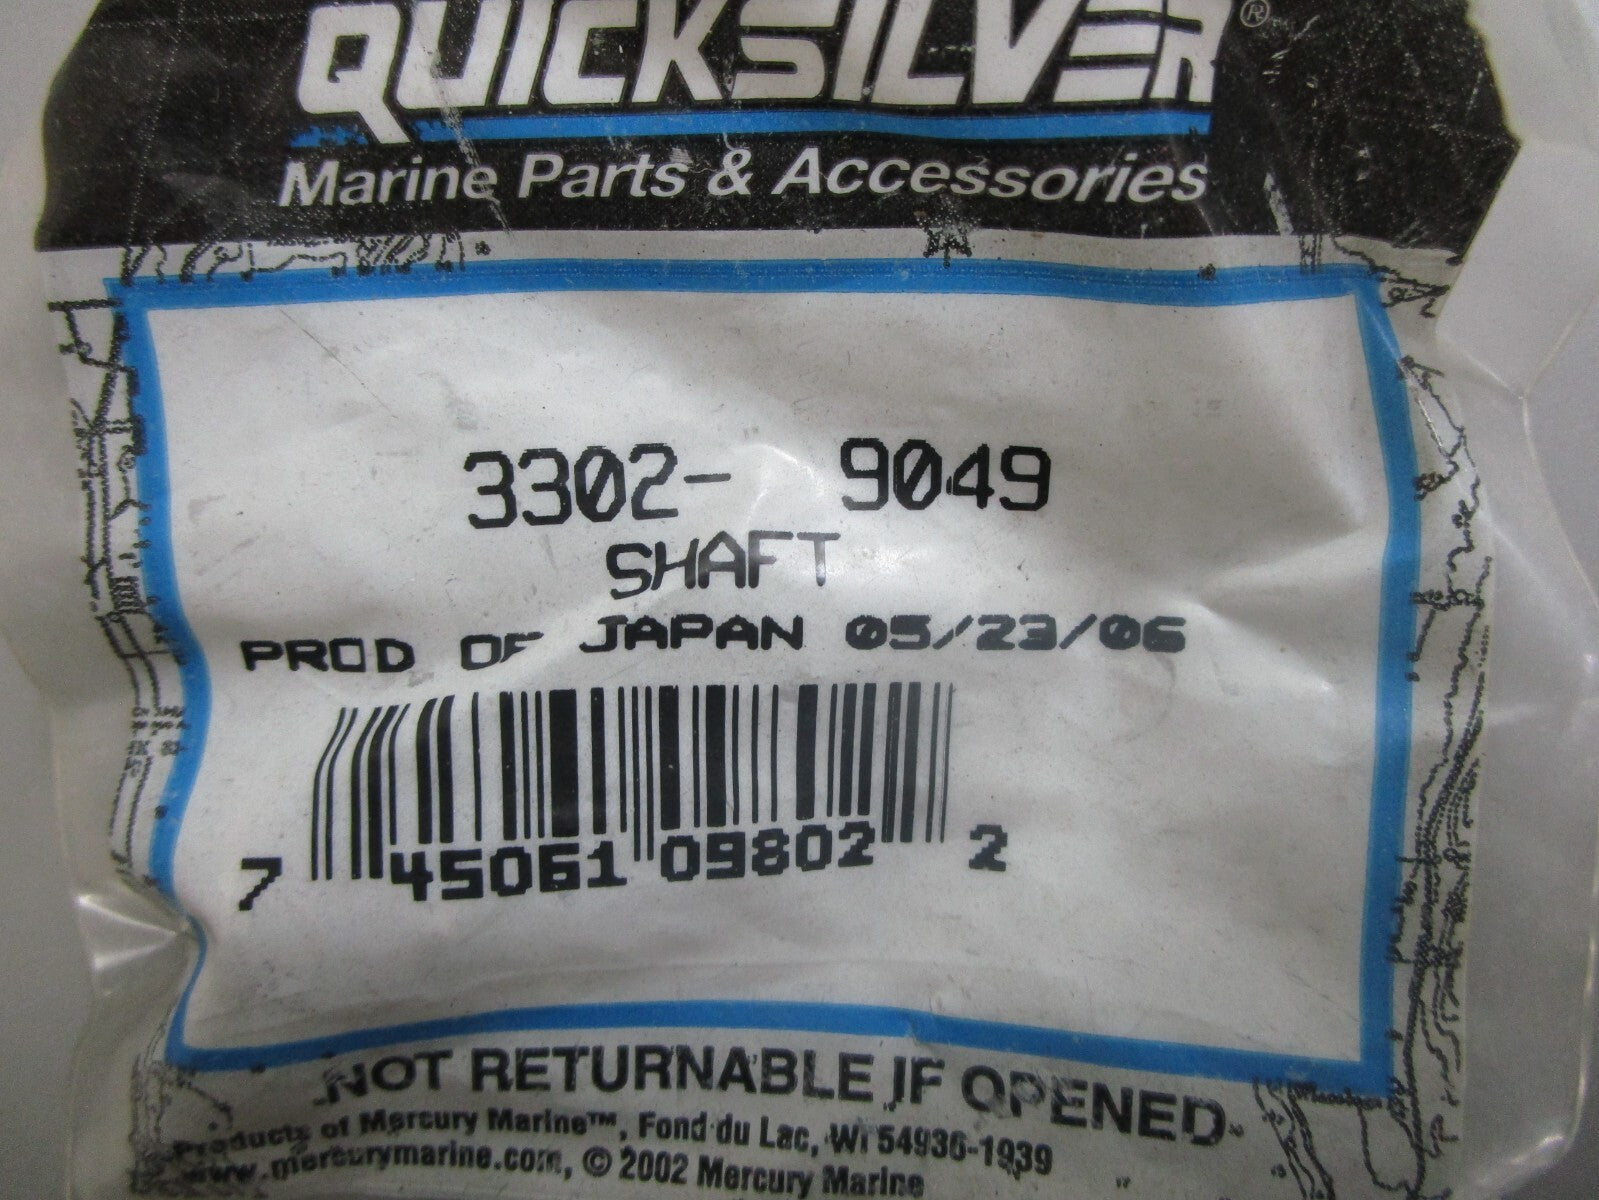 QUICKSILVER®
Marine Parts & Accessories
3302- 9049
SHAFT
PROD OF JAPAN 05/23/06
7 45061 09802 2
NOT RETURNABLE IF OPENED
Products of Mercury Marine™, Fond du Lac, WI 54936-1939
www.mercurymarine.com, © 2002 Mercury Marine